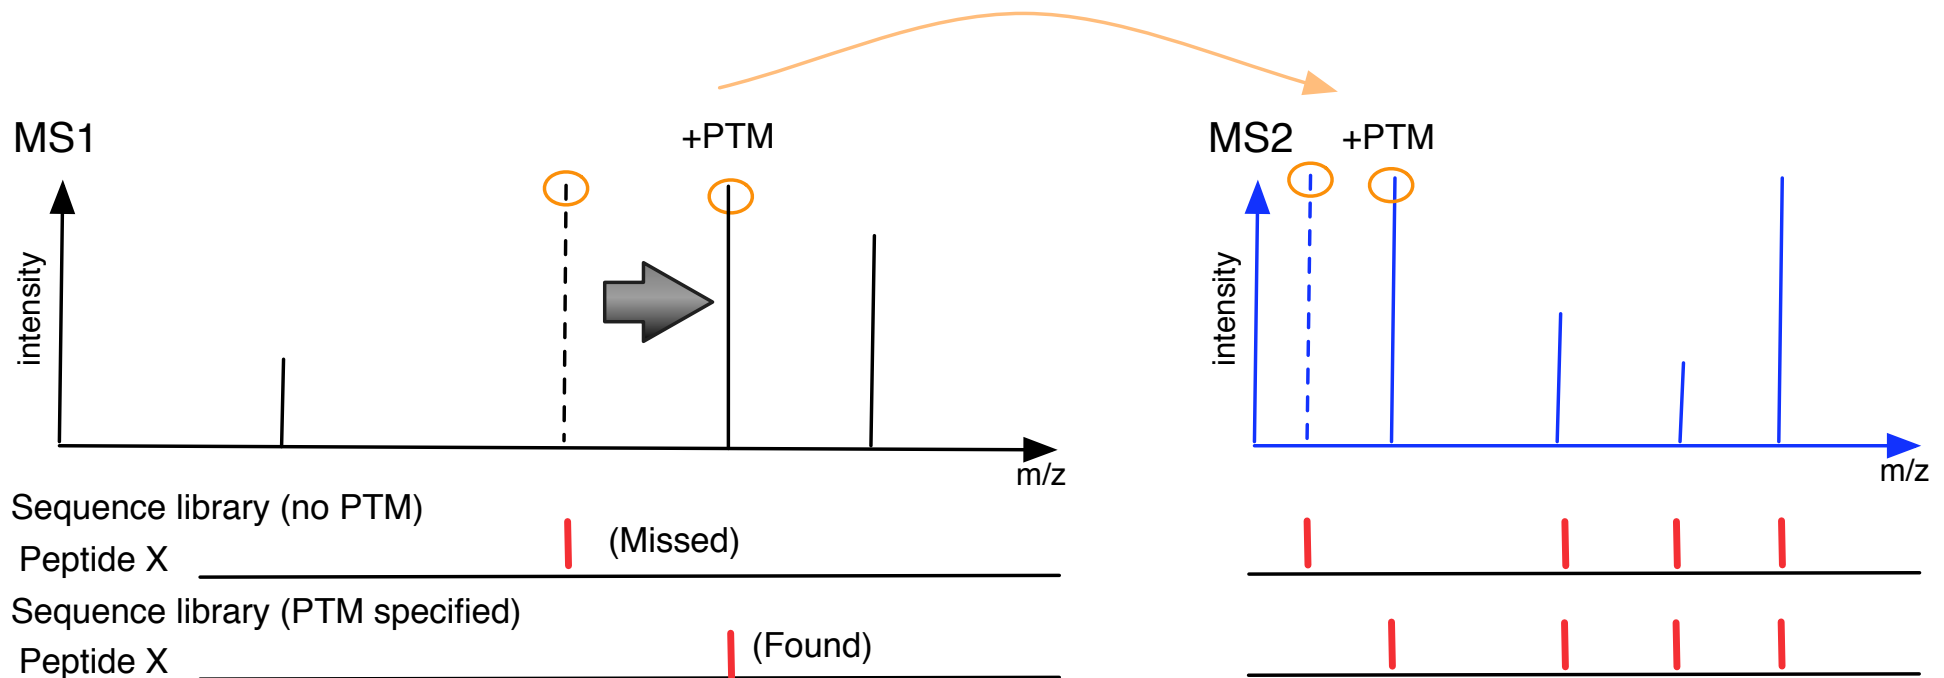 MS1
+PTM
MS2
+PTM
intensity
intensity
m/z
m/z
Sequence library (no PTM)
Peptide X
(Missed)
Sequence library (PTM specified)
Peptide X
(Found)